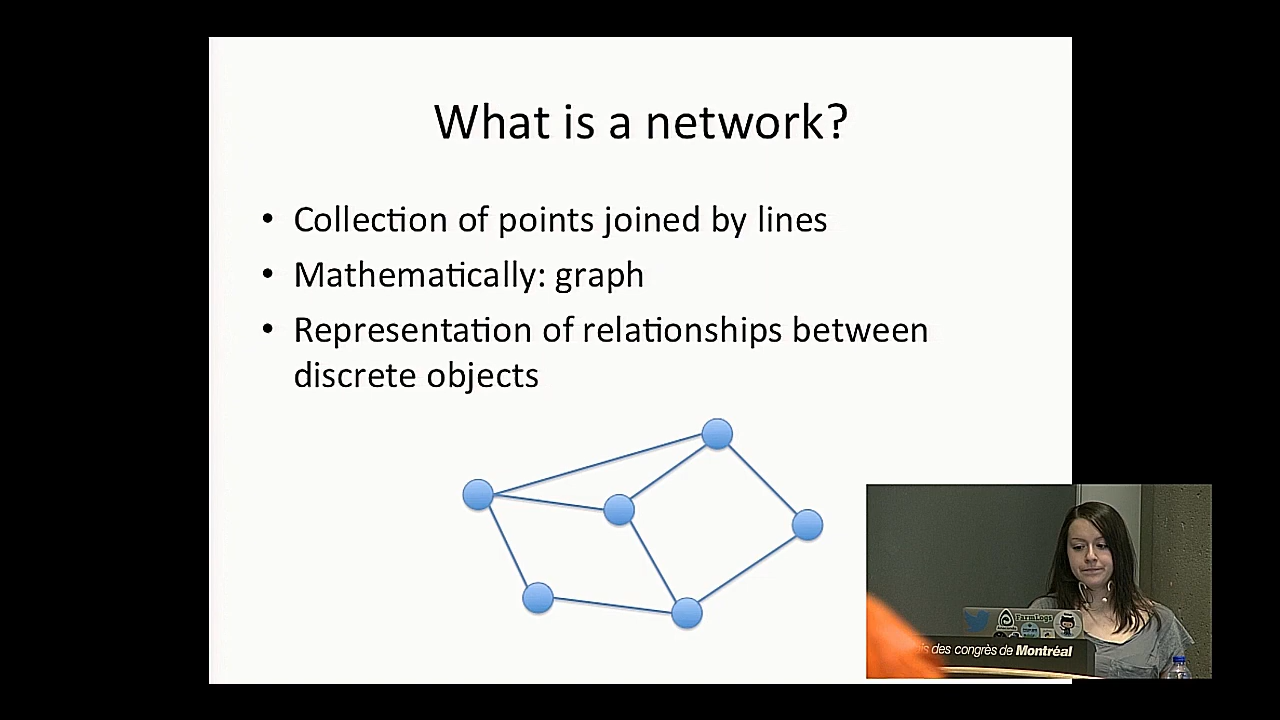 What is a network?
• Collection of points joined by lines
• Mathematically: graph
• Representation of relationships between
discrete objects
FarmLogs
des congrès de Montréal